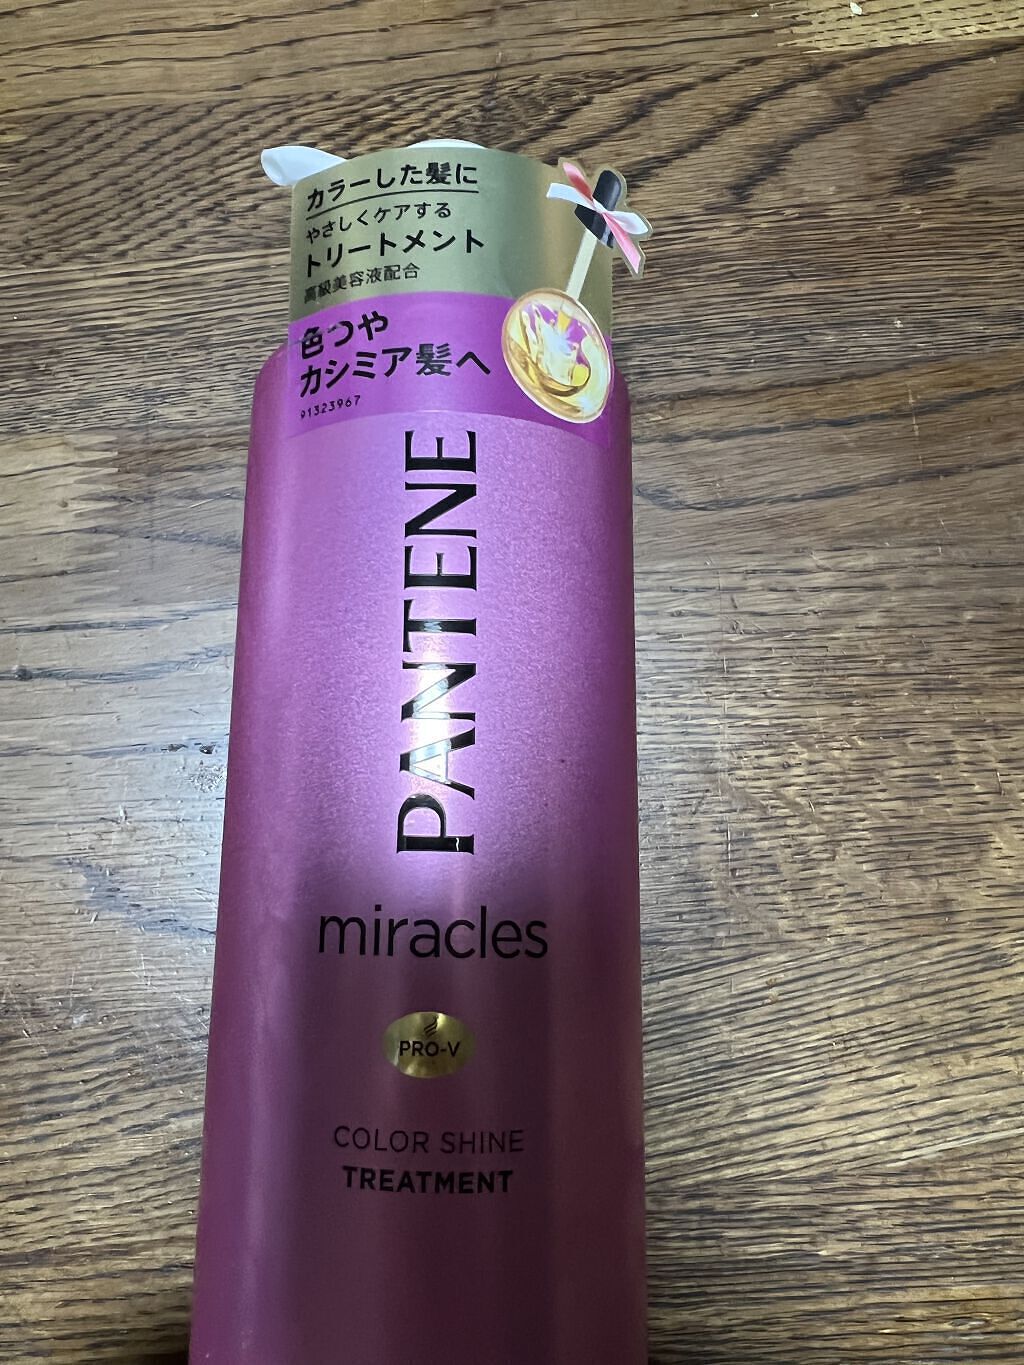 カラーした髪に
やさしくケアする
トリートメント
高級美容液配合
色つや
カシミア髪へ
91323967
PANTENE
miracles
PRO-V
COLOR SHINE
TREATMENT